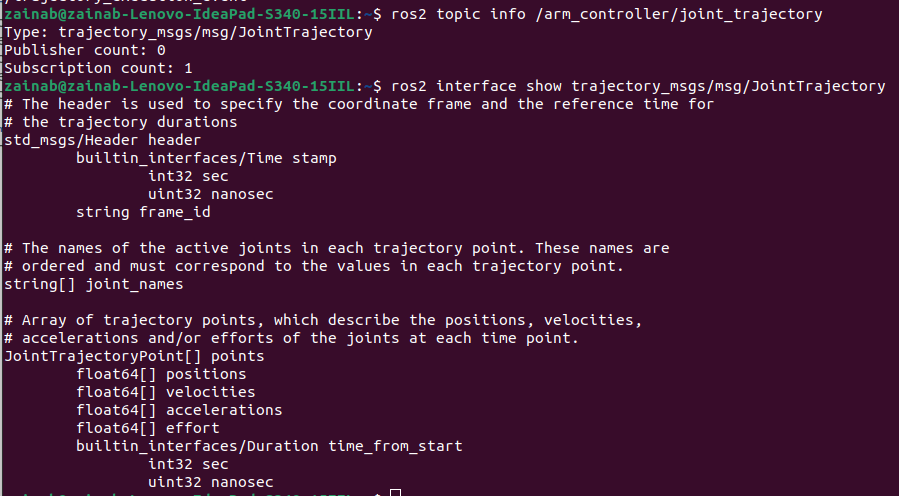 zainab@zainab-Lenovo-IdeaPad-S340-15IIL:~$ ros2 topic info /arm_controller/joint_trajectory
Type: trajectory_msgs/msg/JointTrajectory
Publisher count: 0
Subscription count: 1
zainab@zainab-Lenovo-IdeaPad-S340-15IIL:~$ ros2 interface show trajectory_msgs/msg/JointTrajectory
# The header is used to specify the coordinate frame and the reference time for
# the trajectory durations
std_msgs/Header header
        builtin_interfaces/Time stamp
                int32 sec
                uint32 nanosec
        string frame_id

# The names of the active joints in each trajectory point. These names are
# ordered and must correspond to the values in each trajectory point.
string[] joint_names

# Array of trajectory points, which describe the positions, velocities,
# accelerations and/or efforts of the joints at each time point.
JointTrajectoryPoint[] points
        float64[] positions
        float64[] velocities
        float64[] accelerations
        float64[] effort
        builtin_interfaces/Duration time_from_start
                int32 sec
                uint32 nanosec